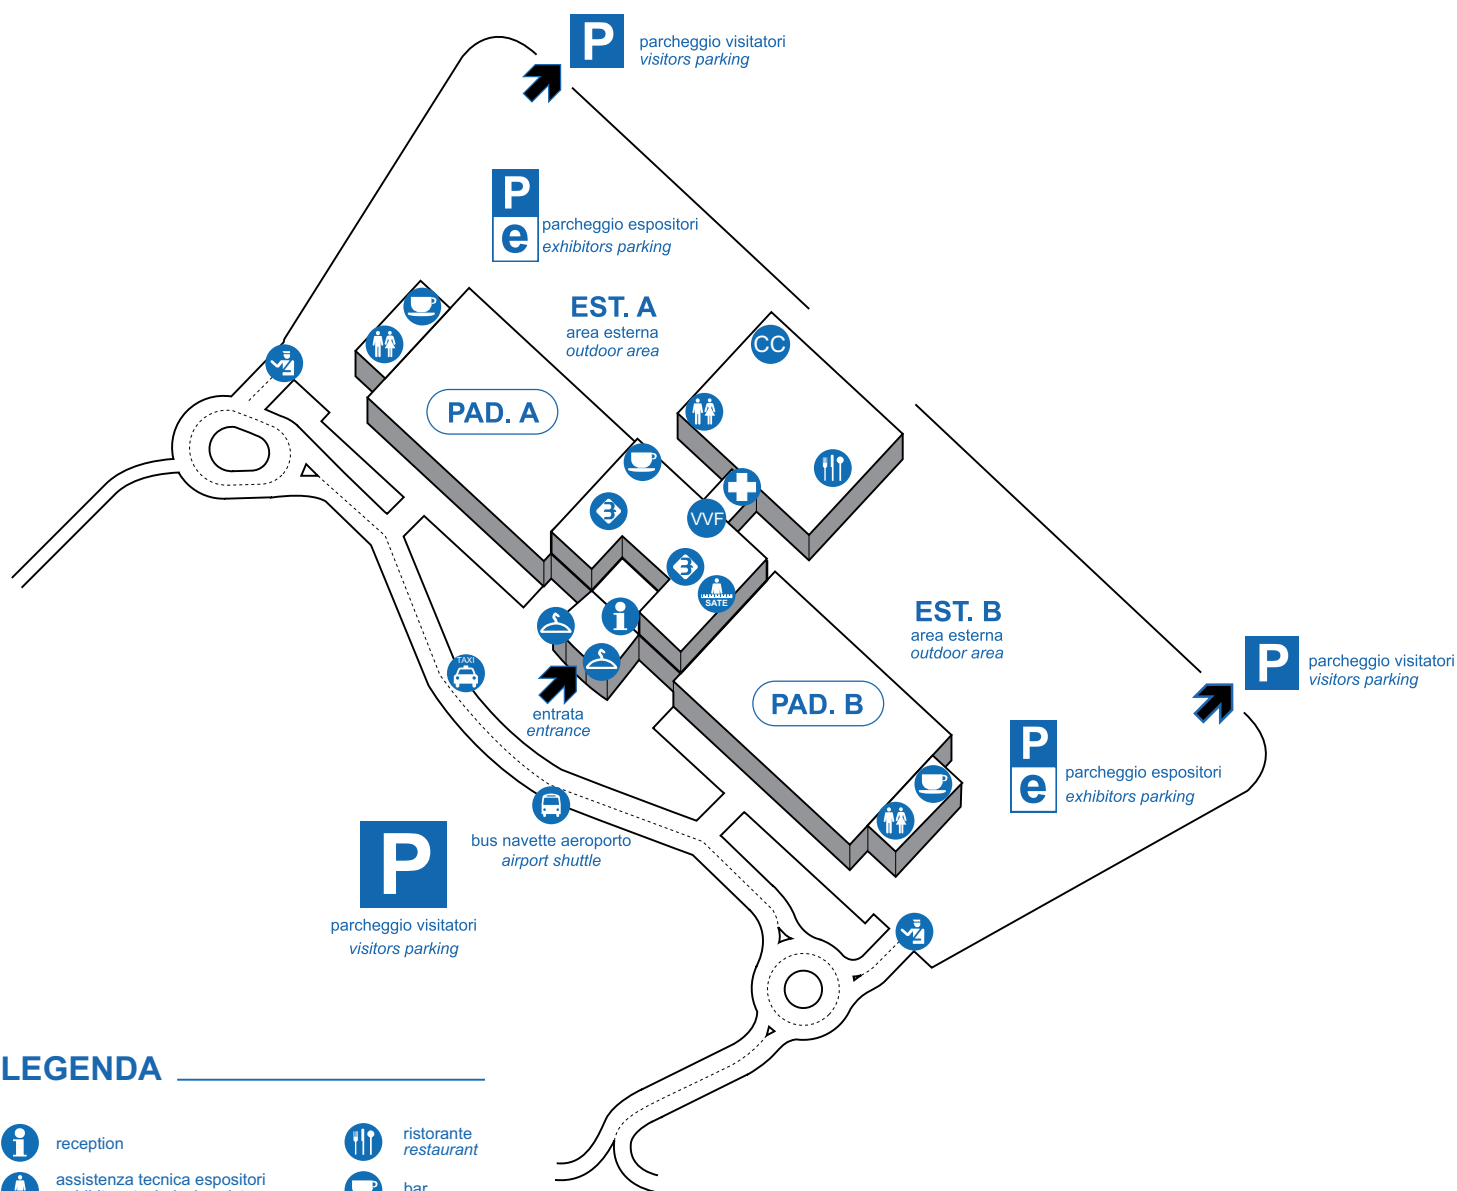 P
parcheggio visitatori
visitors parking
P
e
parcheggio espositori
exhibitors parking
EST. A
area esterna
outdoor area
CC
PAD. A
VVF
SATE
EST. B
area esterna
outdoor area
P
parcheggio visitatori
visitors parking
TAXI
PAD. B
entrata
entrance
P
e
parcheggio espositori
exhibitors parking
bus navette aeroporto
airport shuttle
P
parcheggio visitatori
visitors parking
LEGENDA
reception
ristorante
restaurant
assistenza tecnica espositori
bar